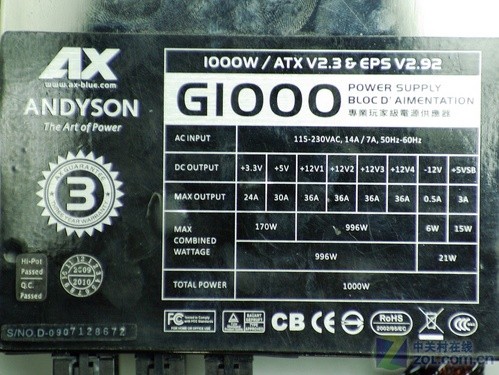 AX
www.ax-blue.com
ANDYSON
The Art of Power
3
Hi-Pot
Passed
Q.C.
Passed
2009
2010
S/NO.D-0907128672
1000W / ATX V2.3 & EPS V2.92
G1000
POWER SUPPLY
BLOC D' AIMENTATION
專業玩家級電源供應器
AC INPUT 115-230VAC, 14A / 7A, 50Hz-60Hz
DC OUTPUT +3.3V +5V +12V1 +12V2 +12V3 +12V4 -12V +5VSB
MAX OUTPUT 24A 30A 36A 36A 36A 36A 0.5A 3A
MAX COMBINED WATTAGE 170W 996W 6W 15W
996W 21W
TOTAL POWER 1000W
FC
CB CE
RoHS
2002/95/EC
CCC
Z 中关村在线
zol.com.cn